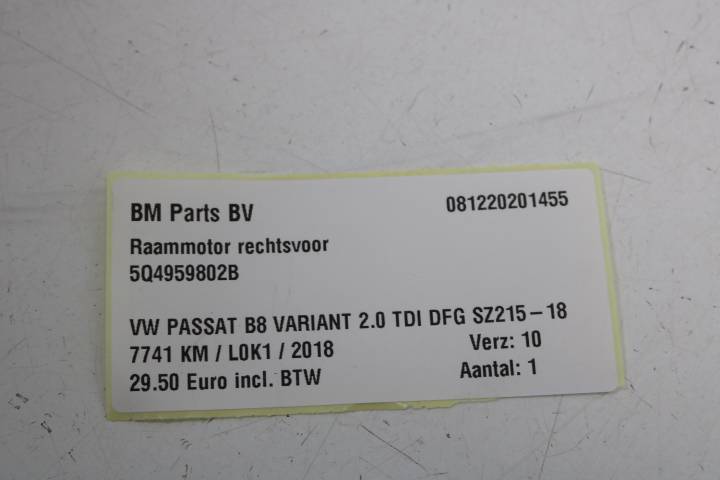 BM Parts BV 081220201455
Raammotor rechtsvoor
5Q4959802B
VW PASSAT B8 VARIANT 2.0 TDI DFG SZ215-18
7741 KM / L0K1 / 2018 Verz: 10
29.50 Euro incl. BTW Aantal: 1